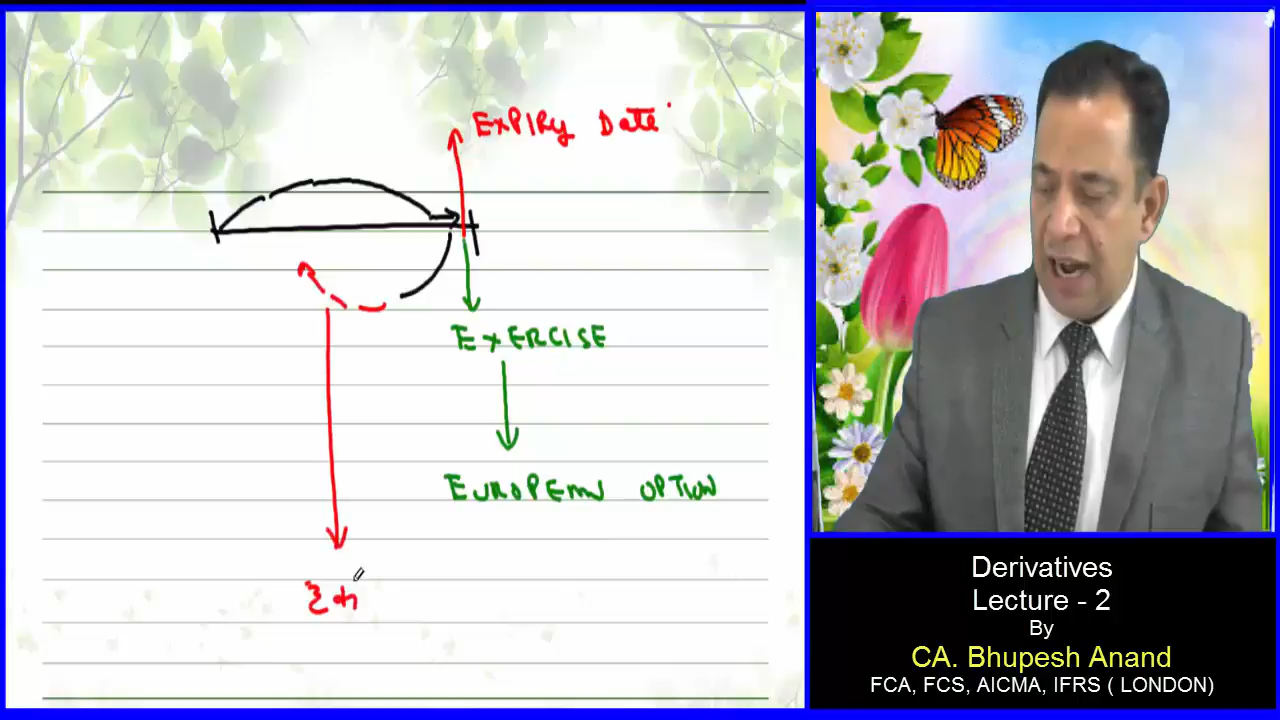 Expiry Date
EXERCISE
EUROPEAN OPTION
Derivatives
Lecture - 2
By
CA. Bhupesh Anand
FCA, FCS, AICMA, IFRS ( LONDON)